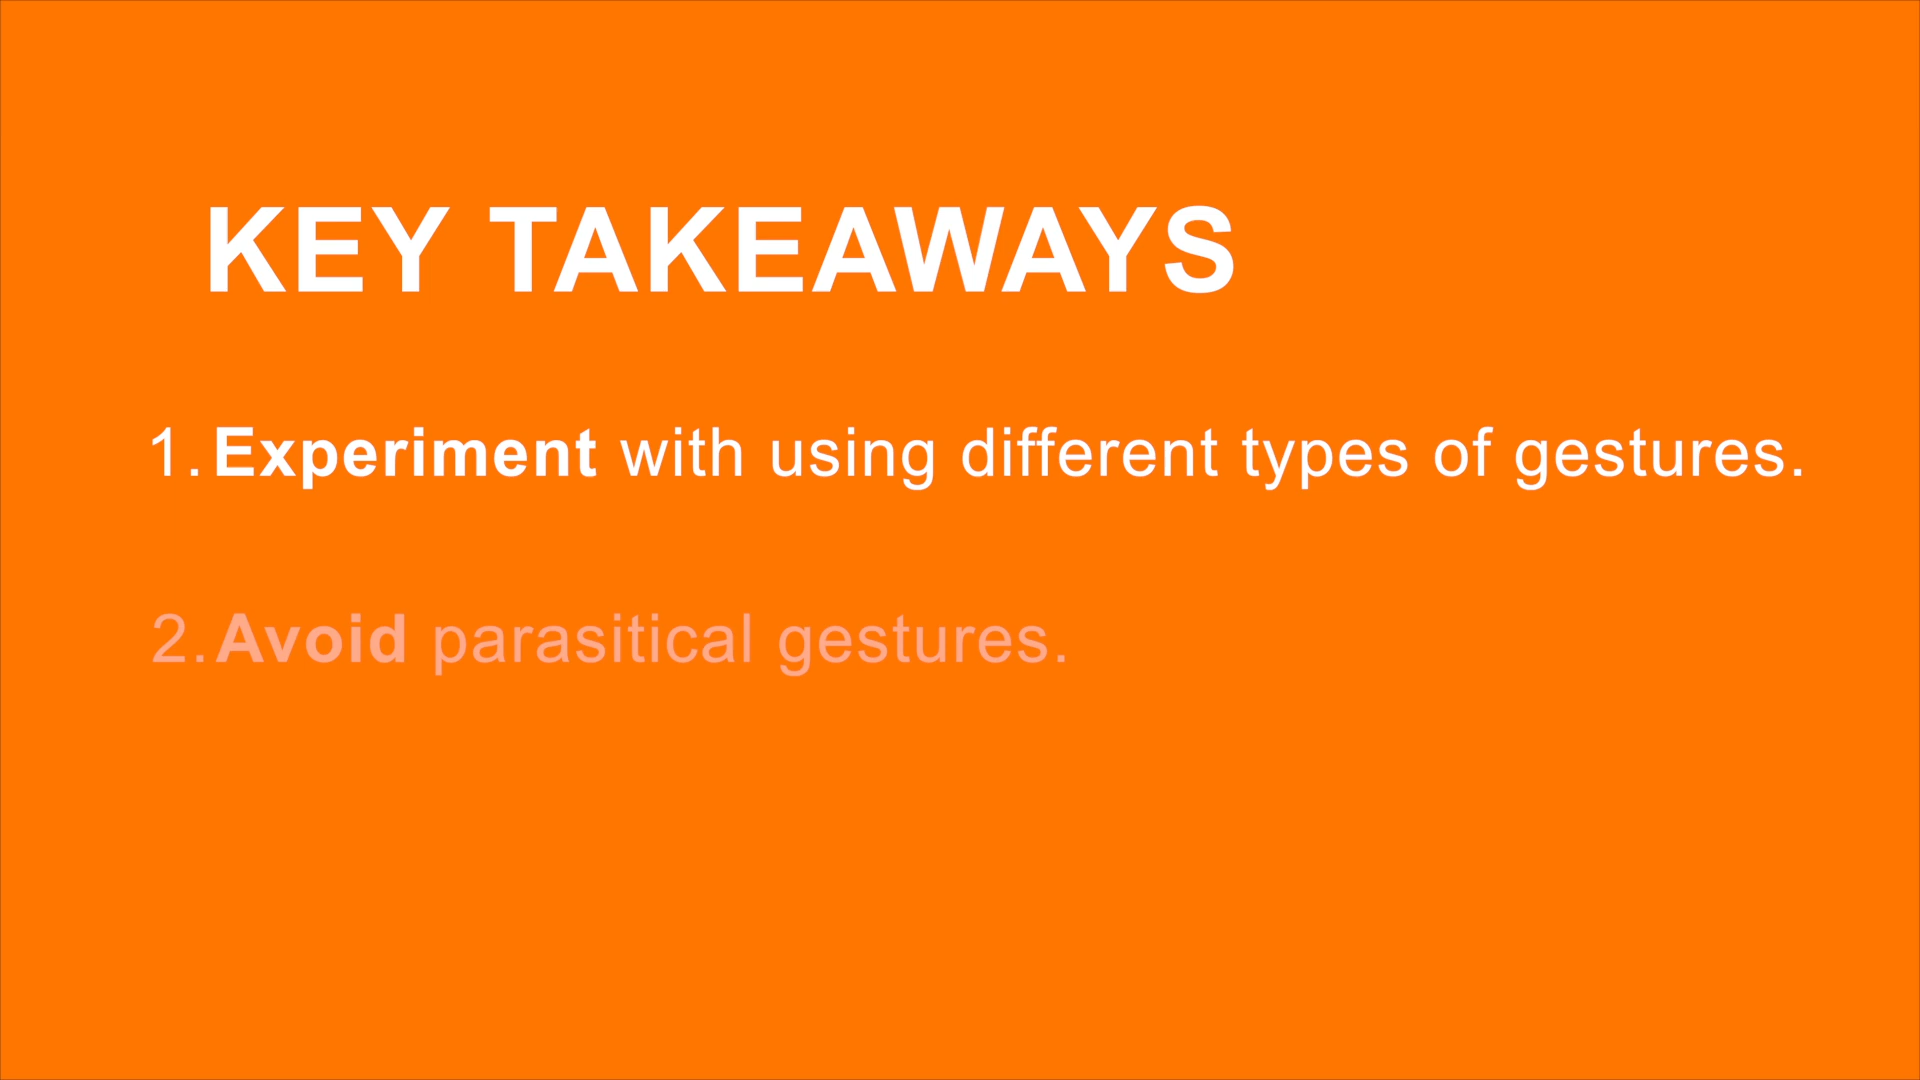 KEY TAKEAWAYS
1. Experiment with using different types of gestures.
2. Avoid parasitical gestures.